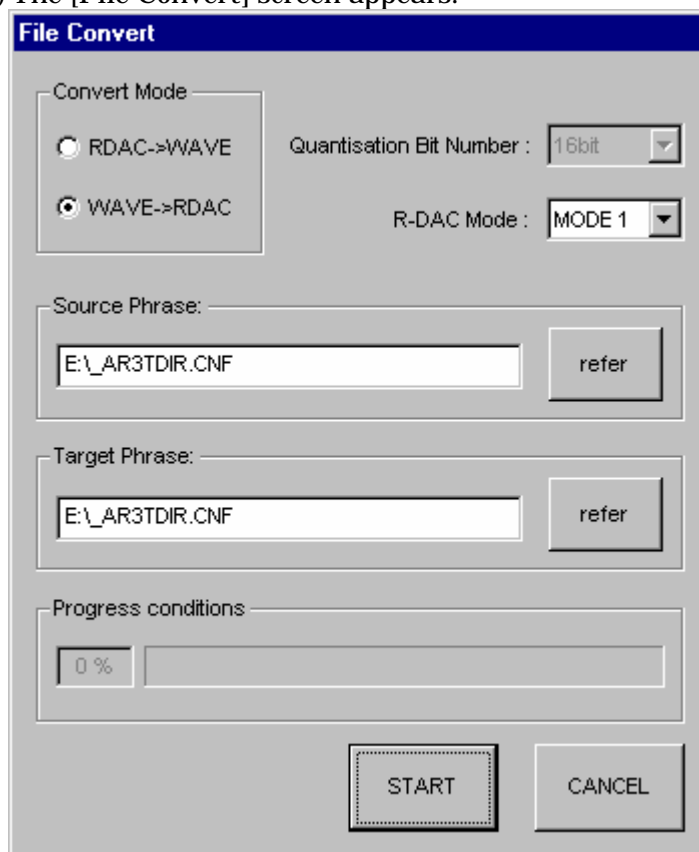 ) The [File Convert] screen appears.
File Convert
Convert Mode
RDAC->WAVE
WAVE->RDAC
Quantisation Bit Number :
16bit
R-DAC Mode :
MODE 1
Source Phrase:
E:\_AR3TDIR.CNF
refer
Target Phrase:
E:\_AR3TDIR.CNF
refer
Progress conditions
0 %
START
CANCEL